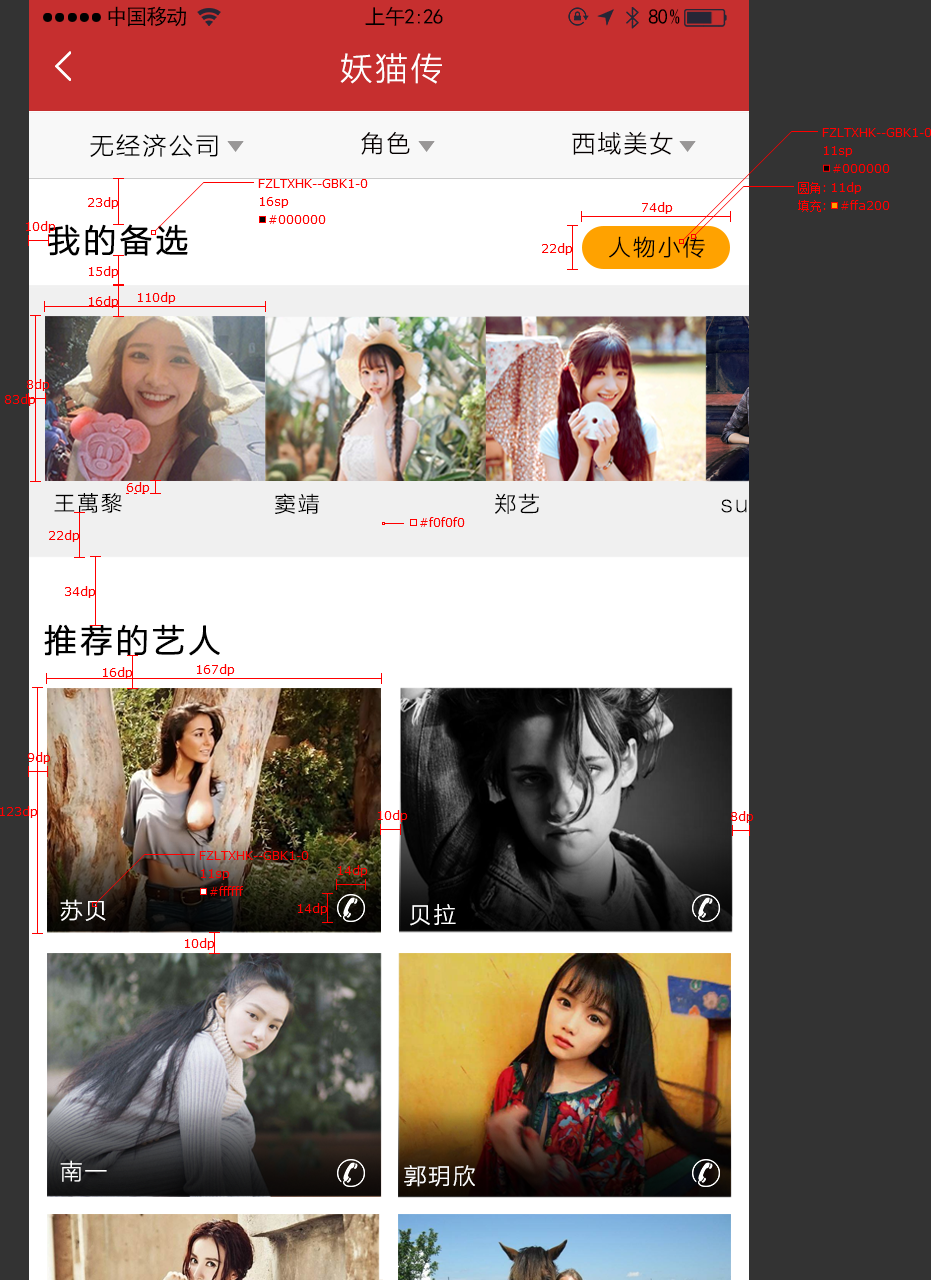 中国移动 上午2:26 80%
妖猫传
无经济公司 角色 西域美女
FZLTXHK--GBK1-0
11sp
#000000
圆角: 11dp
填充: #ffa200
23dp
FZLTXHK--GBK1-0
16sp
#000000
74dp
10dp
我的备选
22dp
人物小传
15dp
16dp
110dp
3dp
83dp
6dp
王萬黎 窦靖 郑艺 su
#f0f0f0
22dp
34dp
推荐的艺人
16dp
167dp
9dp
123dp
10dp
8dp
FZLTXHK--GBK1-0
#ffffff
14dp
14dp
苏贝 贝拉
10dp
南一 郭玥欣